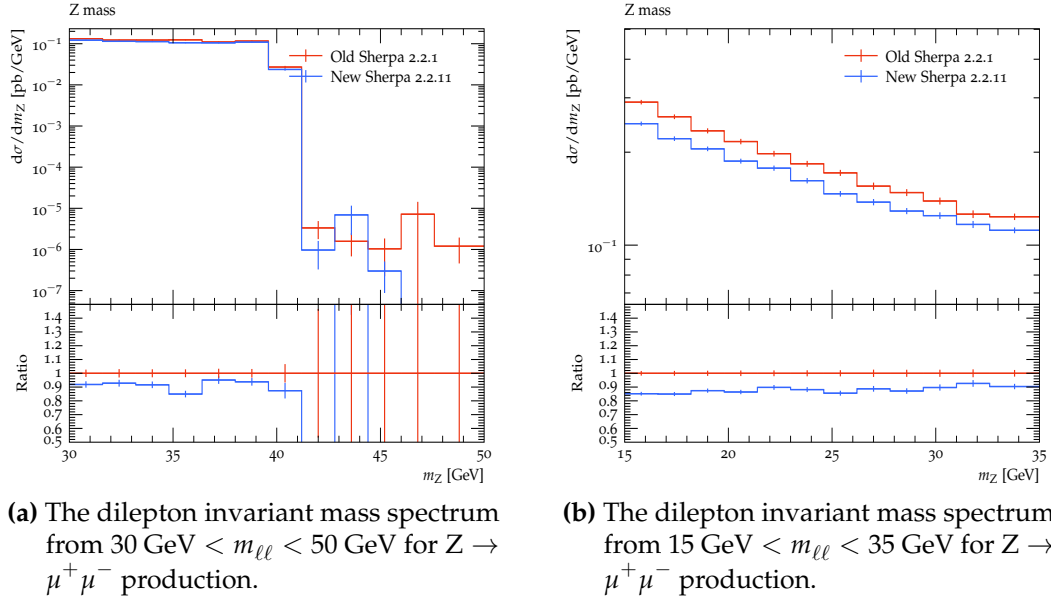 Z mass
dσ/dm_Z [pb/GeV]
10⁻¹
10⁻²
10⁻³
10⁻⁴
10⁻⁵
10⁻⁶
10⁻⁷
Old Sherpa 2.2.1
New Sherpa 2.2.11
Ratio
1.4
1.3
1.2
1.1
1
0.9
0.8
0.7
0.6
0.5
30 35 40 45 50
m_Z [GeV]
(a) The dilepton invariant mass spectrum
from 30 GeV < m_ℓℓ < 50 GeV for Z →
μ⁺μ⁻ production.
Z mass
dσ/dm_Z [pb/GeV]
10⁻¹
Old Sherpa 2.2.1
New Sherpa 2.2.11
Ratio
1.4
1.3
1.2
1.1
1
0.9
0.8
0.7
0.6
0.5
15 20 25 30 35
m_Z [GeV]
(b) The dilepton invariant mass spectrum
from 15 GeV < m_ℓℓ < 35 GeV for Z →
μ⁺μ⁻ production.